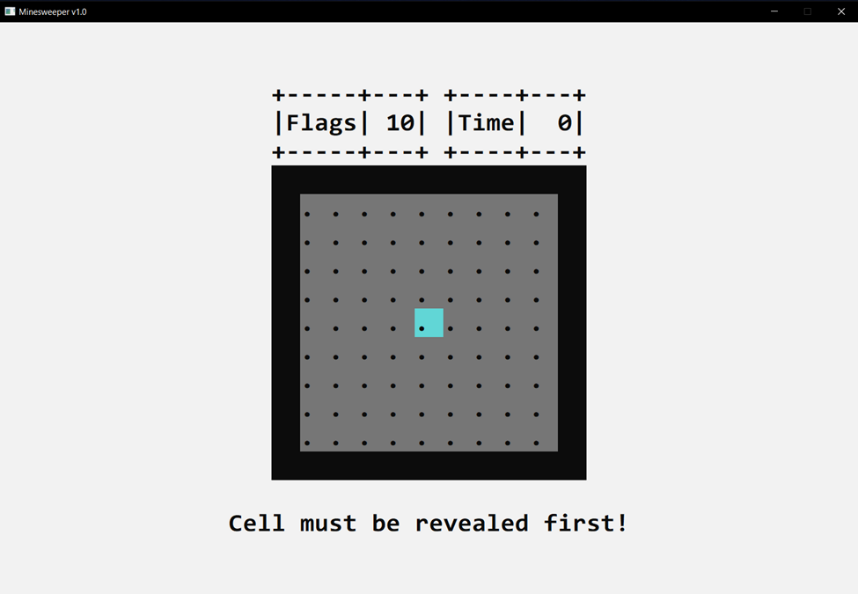 Minesweeper v1.0
+-----+---+ +----+---+
|Flags| 10| |Time|  0|
+-----+---+ +----+---+
. . . . . . . . .
. . . . . . . . .
. . . . . . . . .
. . . . . . . . .
. . . . . . . . .
. . . . . . . . .
. . . . . . . . .
. . . . . . . . .
. . . . . . . . .
Cell must be revealed first!